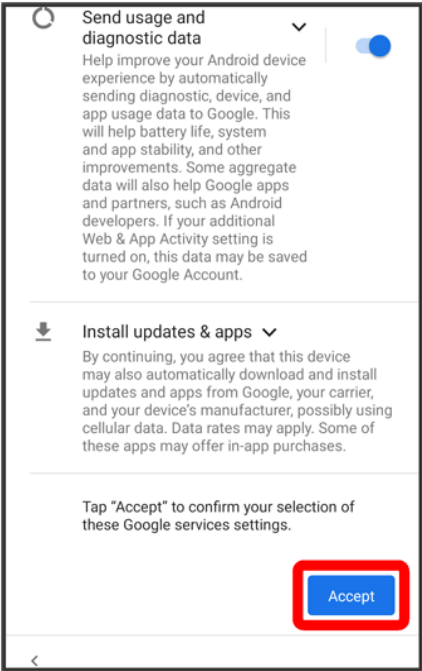 Send usage and
diagnostic data
Help improve your Android device
experience by automatically
sending diagnostic, device, and
app usage data to Google. This
will help battery life, system
and app stability, and other
improvements. Some aggregate
data will also help Google apps
and partners, such as Android
developers. If your additional
Web & App Activity setting is
turned on, this data may be saved
to your Google Account.
Install updates & apps
By continuing, you agree that this device
may also automatically download and install
updates and apps from Google, your carrier,
and your device's manufacturer, possibly using
cellular data. Data rates may apply. Some of
these apps may offer in-app purchases.
Tap “Accept” to confirm your selection of
these Google services settings.
Accept